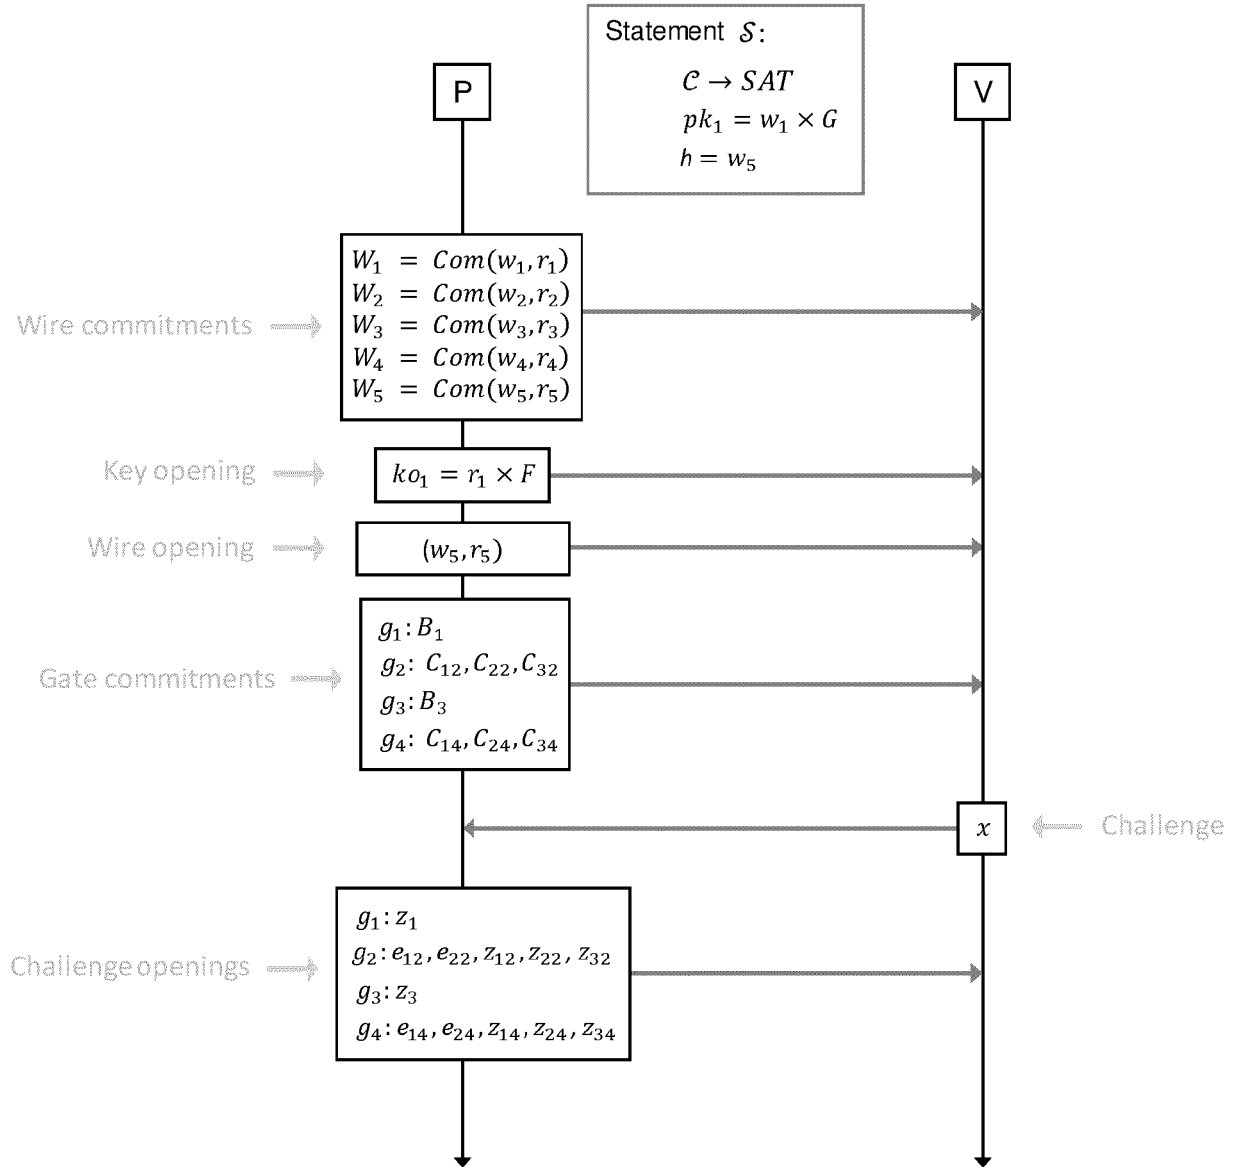 Statement 𝒮:
𝒞 → SAT
pk₁ = w₁ × G
h = w₅
P
V
W₁ = Com(w₁,r₁)
W₂ = Com(w₂,r₂)
Wire commitments
W₃ = Com(w₃,r₃)
W₄ = Com(w₄,r₄)
W₅ = Com(w₅,r₅)
Key opening
ko₁ = r₁ × F
Wire opening
(w₅,r₅)
g₁: B₁
Gate commitments
g₂: C₁₂,C₂₂,C₃₂
g₃: B₃
g₄: C₁₄,C₂₄,C₃₄
x
Challenge
g₁: z₁
g₂: e₁₂,e₂₂,z₁₂,z₂₂,z₃₂
Challenge openings
g₃: z₃
g₄: e₁₄,e₂₄,z₁₄,z₂₄,z₃₄